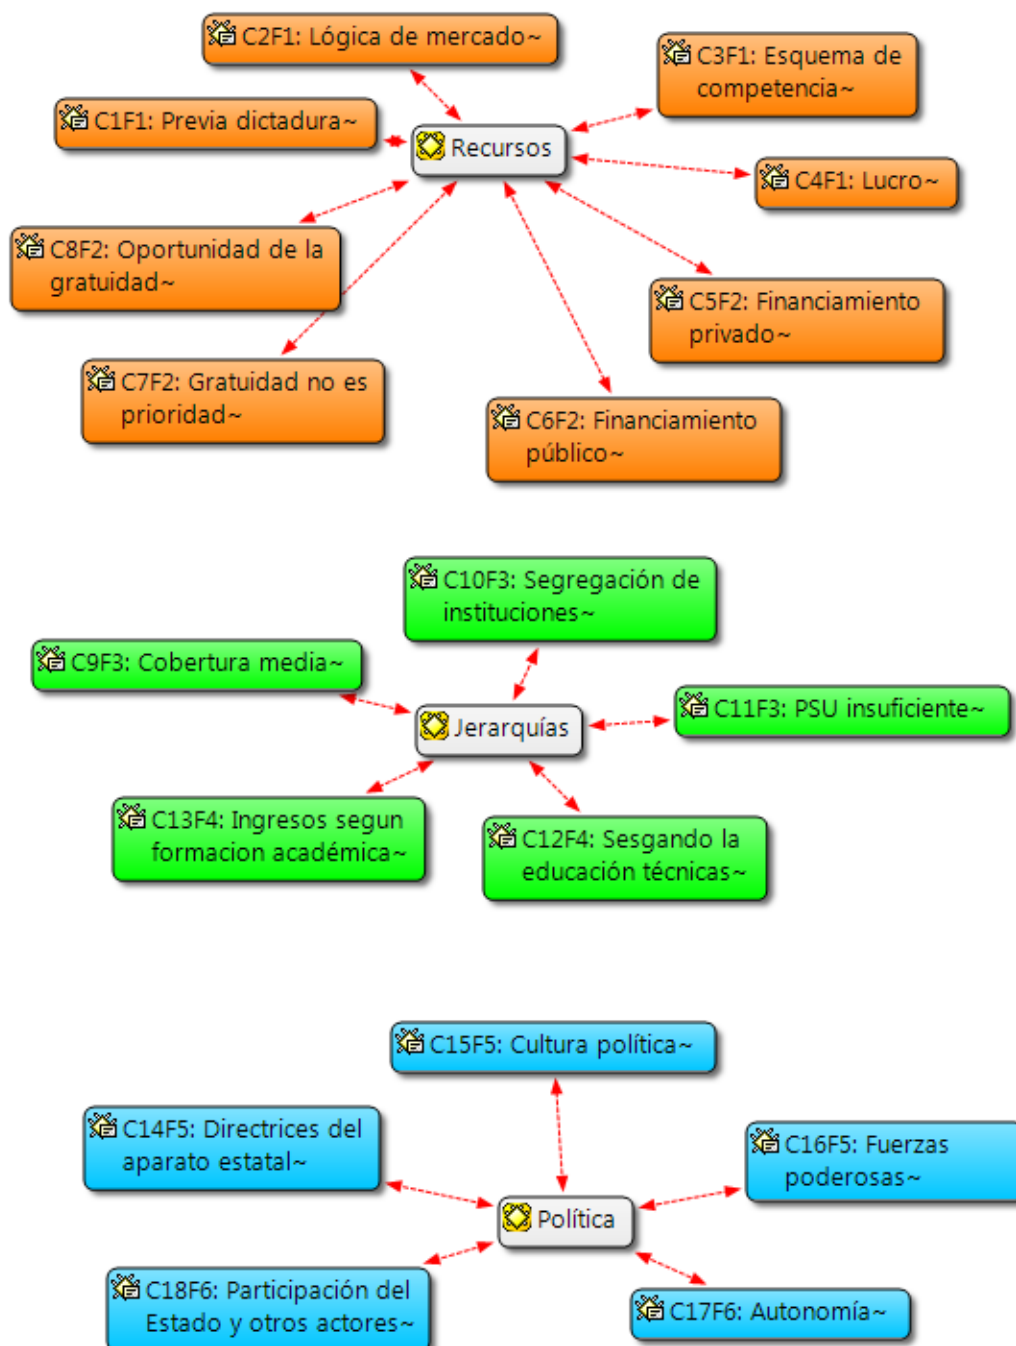 C2F1: Lógica de mercado~
C3F1: Esquema de
competencia~
C1F1: Previa dictadura~
Recursos
C4F1: Lucro~
C8F2: Oportunidad de la
gratuidad~
C5F2: Financiamiento
privado~
C7F2: Gratuidad no es
prioridad~
C6F2: Financiamiento
público~
C10F3: Segregación de
instituciones~
C9F3: Cobertura media~
C11F3: PSU insuficiente~
Jerarquías
C13F4: Ingresos segun
formacion académica~
C12F4: Sesgando la
educación técnicas~
C15F5: Cultura política~
C14F5: Directrices del
aparato estatal~
C16F5: Fuerzas
poderosas~
Política
C18F6: Participación del
Estado y otros actores~
C17F6: Autonomía~